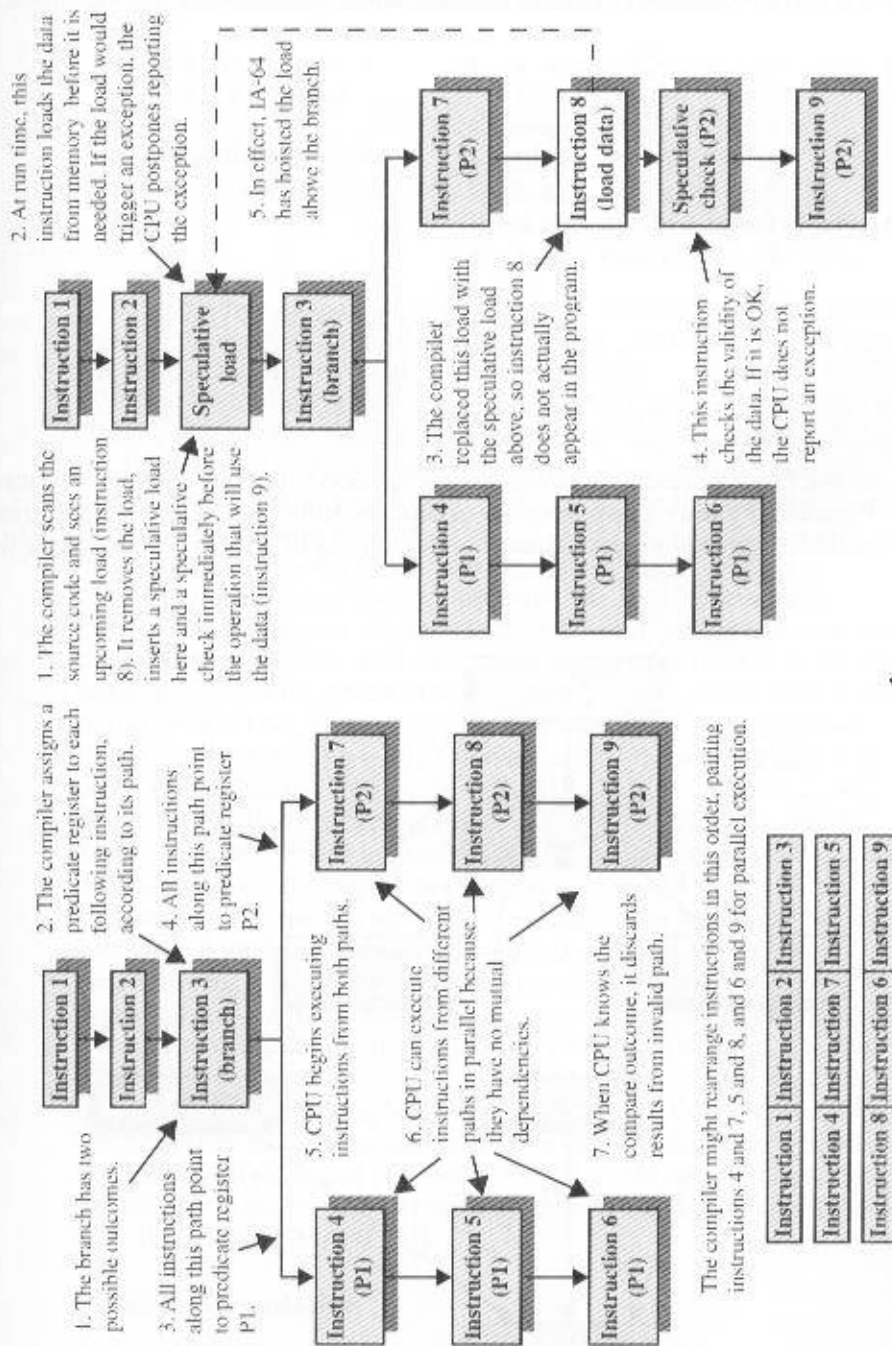 1. The branch has two
possible outcomes.
3. All instructions
along this path point
to predicate register
P1.
Instruction 1
Instruction 2
Instruction 3
(branch)
2. The compiler assigns a
predicate register to each
following instruction,
according to its path.
4. All instructions
along this path point
to predicate register
P2.
Instruction 4
(P1)
Instruction 5
(P1)
Instruction 6
(P1)
5. CPU begins executing
instructions from both paths.
6. CPU can execute
instructions from different
paths in parallel because
they have no mutual
dependencies.
7. When CPU knows the
compare outcome, it discards
results from invalid path.
Instruction 7
(P2)
Instruction 8
(P2)
Instruction 9
(P2)
The compiler might rearrange instructions in this order, pairing
instructions 4 and 7, 5 and 8, and 6 and 9 for parallel execution.
Instruction 1 Instruction 2 Instruction 3
Instruction 4 Instruction 7 Instruction 5
Instruction 8 Instruction 6 Instruction 9
1. The compiler scans the
source code and sees an
upcoming load (instruction
8). It removes the load,
inserts a speculative load
here and a speculative
check immediately before
the operation that will use
the data (instruction 9).
Instruction 1
Instruction 2
Speculative
load
Instruction 3
(branch)
2. At run time, this
instruction loads the data
from memory before it is
needed. If the load would
trigger an exception, the
CPU postpones reporting
the exception.
5. In effect, IA-64
has hoisted the load
above the branch.
Instruction 4
(P1)
Instruction 5
(P1)
Instruction 6
(P1)
3. The compiler
replaced this load with
the speculative load
above, so instruction 8
does not actually
appear in the program.
4. This instruction
checks the validity of
the data. If it is OK,
the CPU does not
report an exception.
Instruction 7
(P2)
Instruction 8
(load data)
Speculative
check (P2)
Instruction 9
(P2)